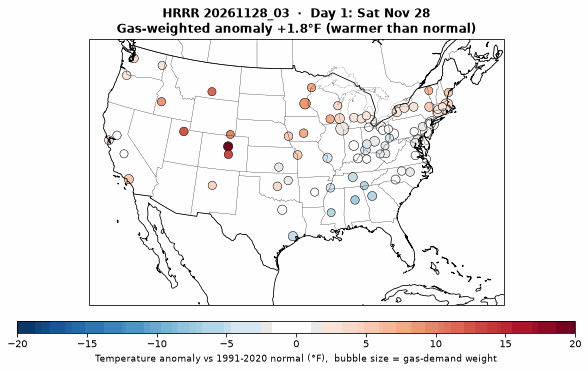 HRRR 20261128_03  ·  Day 1: Sat Nov 28
Gas-weighted anomaly +1.8°F (warmer than normal)
−20 −15 −10 −5 0 5 10 15 20
Temperature anomaly vs 1991-2020 normal (°F),  bubble size = gas-demand weight